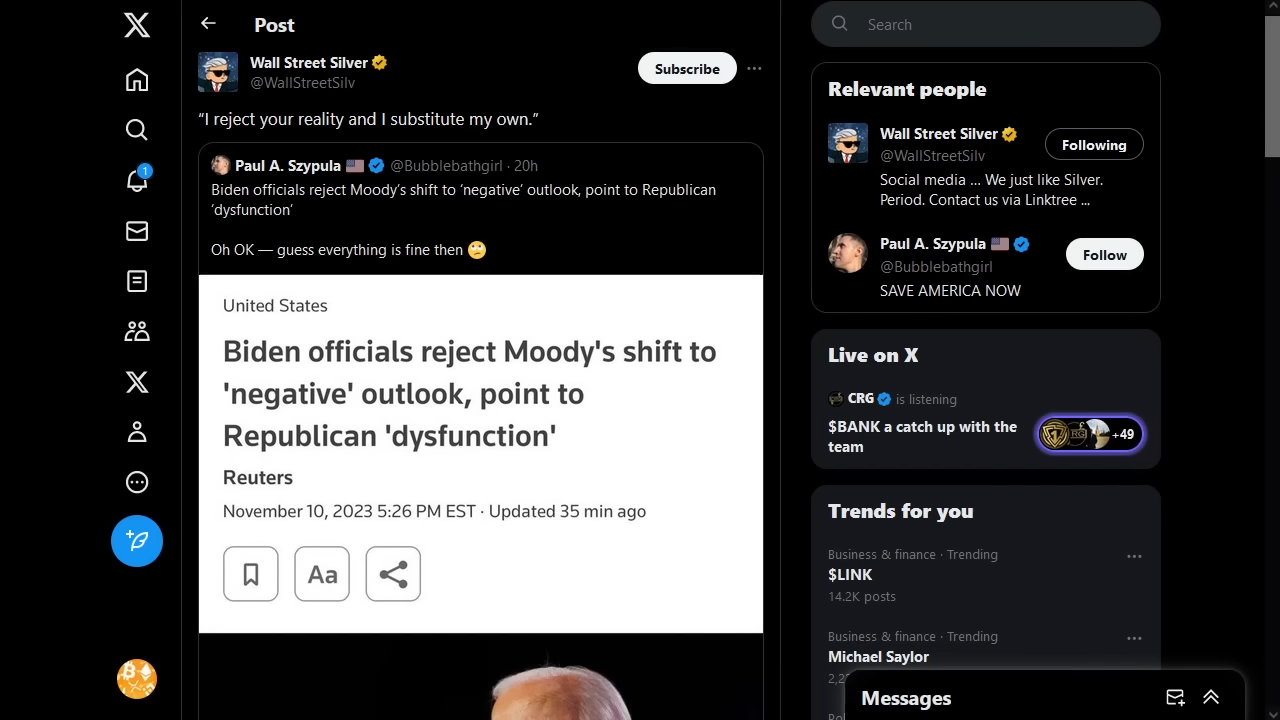 Post
Wall Street Silver
@WallStreetSilv
Subscribe
“I reject your reality and I substitute my own.”
Paul A. Szypula 🇺🇸 @Bubblebathgirl · 20h
Biden officials reject Moody’s shift to ‘negative’ outlook, point to Republican
‘dysfunction’
Oh OK — guess everything is fine then 🙄
United States
Biden officials reject Moody's shift to
'negative' outlook, point to
Republican 'dysfunction'
Reuters
November 10, 2023 5:26 PM EST · Updated 35 min ago
Aa
1
Search
Relevant people
Wall Street Silver
@WallStreetSilv
Following
Social media ... We just like Silver.
Period. Contact us via Linktree ...
Paul A. Szypula 🇺🇸
@Bubblebathgirl
Follow
SAVE AMERICA NOW
Live on X
CRG is listening
$BANK a catch up with the
team
+49
Trends for you
Business & finance · Trending
$LINK
14.2K posts
Business & finance · Trending
Michael Saylor
Messages